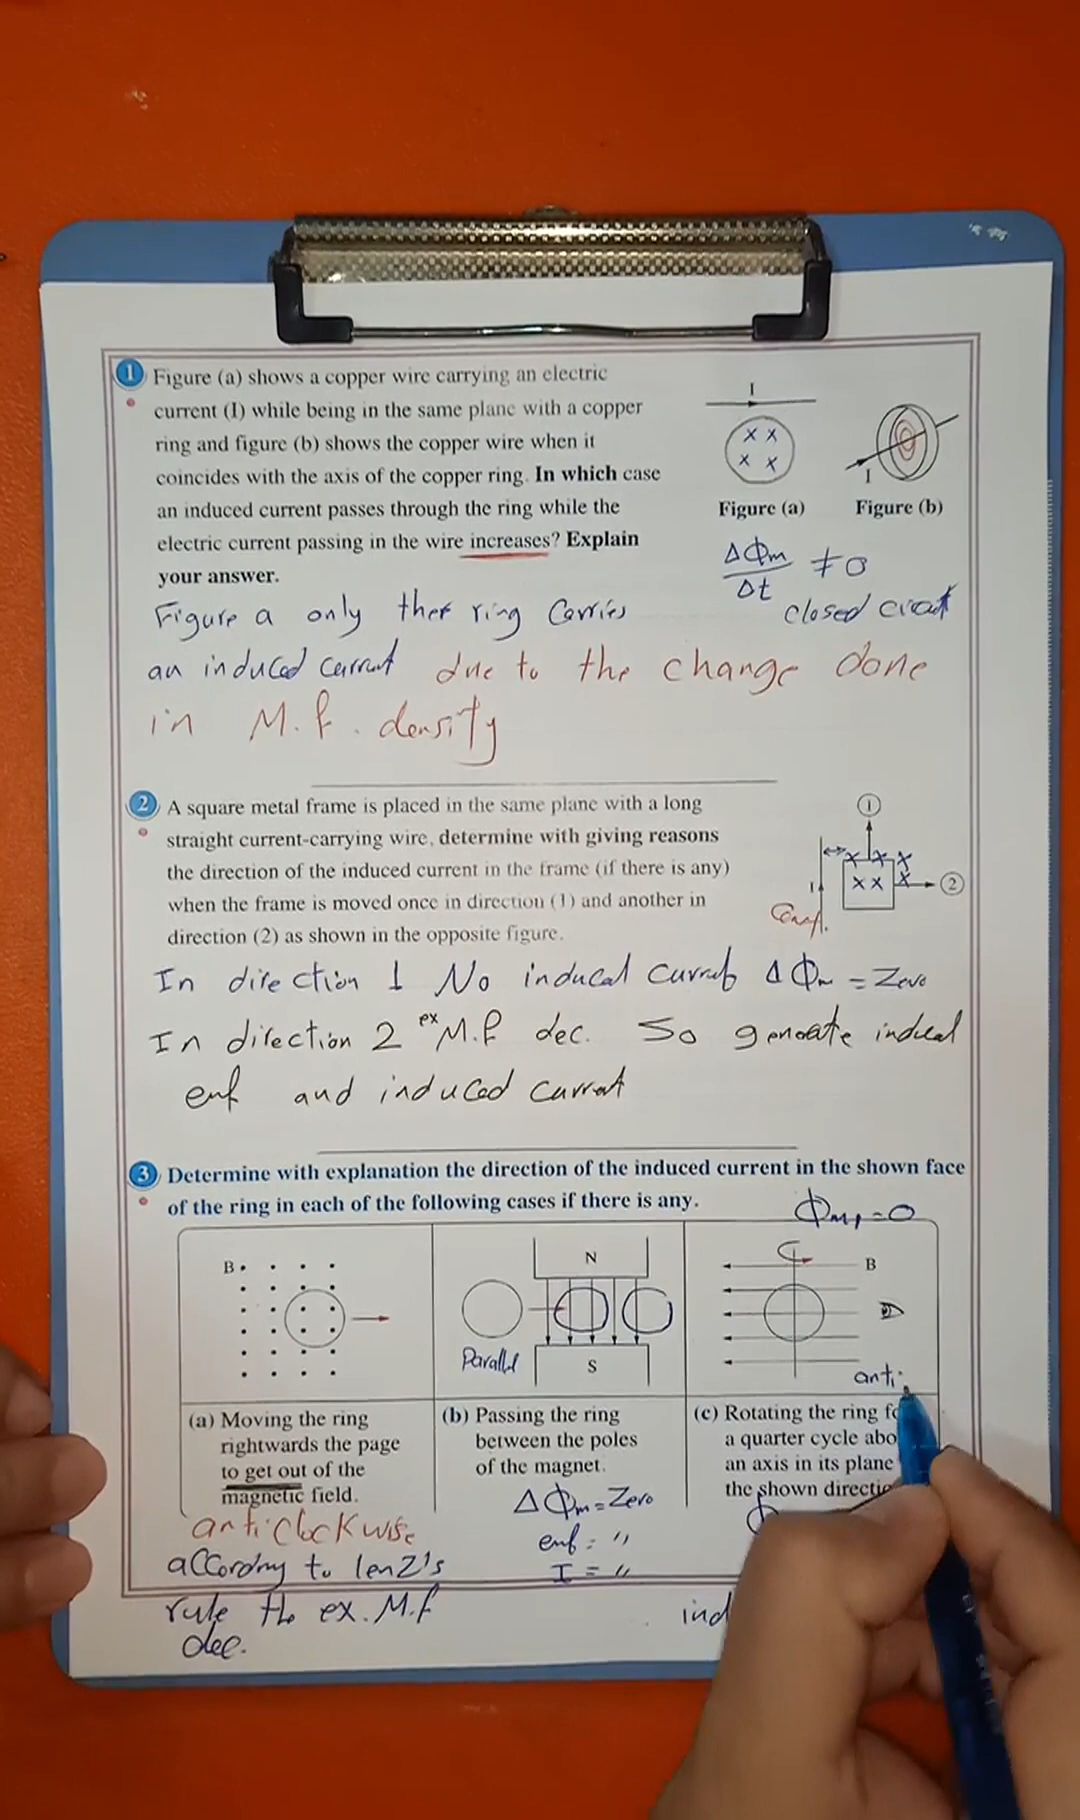 1 Figure (a) shows a copper wire carrying an electric
current (I) while being in the same plane with a copper
ring and figure (b) shows the copper wire when it
coincides with the axis of the copper ring. In which case
an induced current passes through the ring while the
electric current passing in the wire increases? Explain
your answer.
I
x x
x x
Figure (a)
I
Figure (b)
ΔΦm / Δt ≠ 0
closed
Figure a only ther ring Carries
an induced current due to the change done
in M.f. density
2 A square metal frame is placed in the same plane with a long
straight current-carrying wire, determine with giving reasons
the direction of the induced current in the frame (if there is any)
when the frame is moved once in direction (1) and another in
direction (2) as shown in the opposite figure.
1
x x x
x x x
I
2
In direction 1 No induced current ΔΦm = Zero
In direction 2 ex M.f dec. So generate induced
emf and induced current
3 Determine with explanation the direction of the induced current in the shown face
of the ring in each of the following cases if there is any.
Φm1 = 0
B
N
S
Parallel
B
anti
(a) Moving the ring
rightwards the page
to get out of the
magnetic field.
(b) Passing the ring
between the poles
of the magnet.
(c) Rotating the ring
a quarter cycle
an axis in its plane
the shown
anticlockwise
according to lenz's
rule the ex. M.f
dec.
ΔΦm = Zero
emf = "
I = "
ind